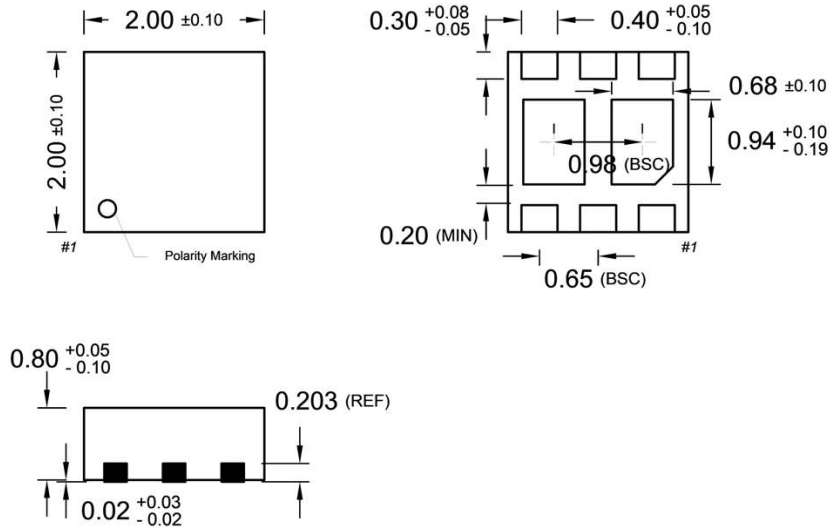 2.00 ±0.10
2.00 ±0.10
#1
Polarity Marking
0.30 +0.08 - 0.05
0.40 +0.05 - 0.10
0.68 ±0.10
0.94 +0.10 - 0.19
0.98 (BSC)
0.20 (MIN)
#1
0.65 (BSC)
0.80 +0.05 - 0.10
0.203 (REF)
0.02 +0.03 - 0.02